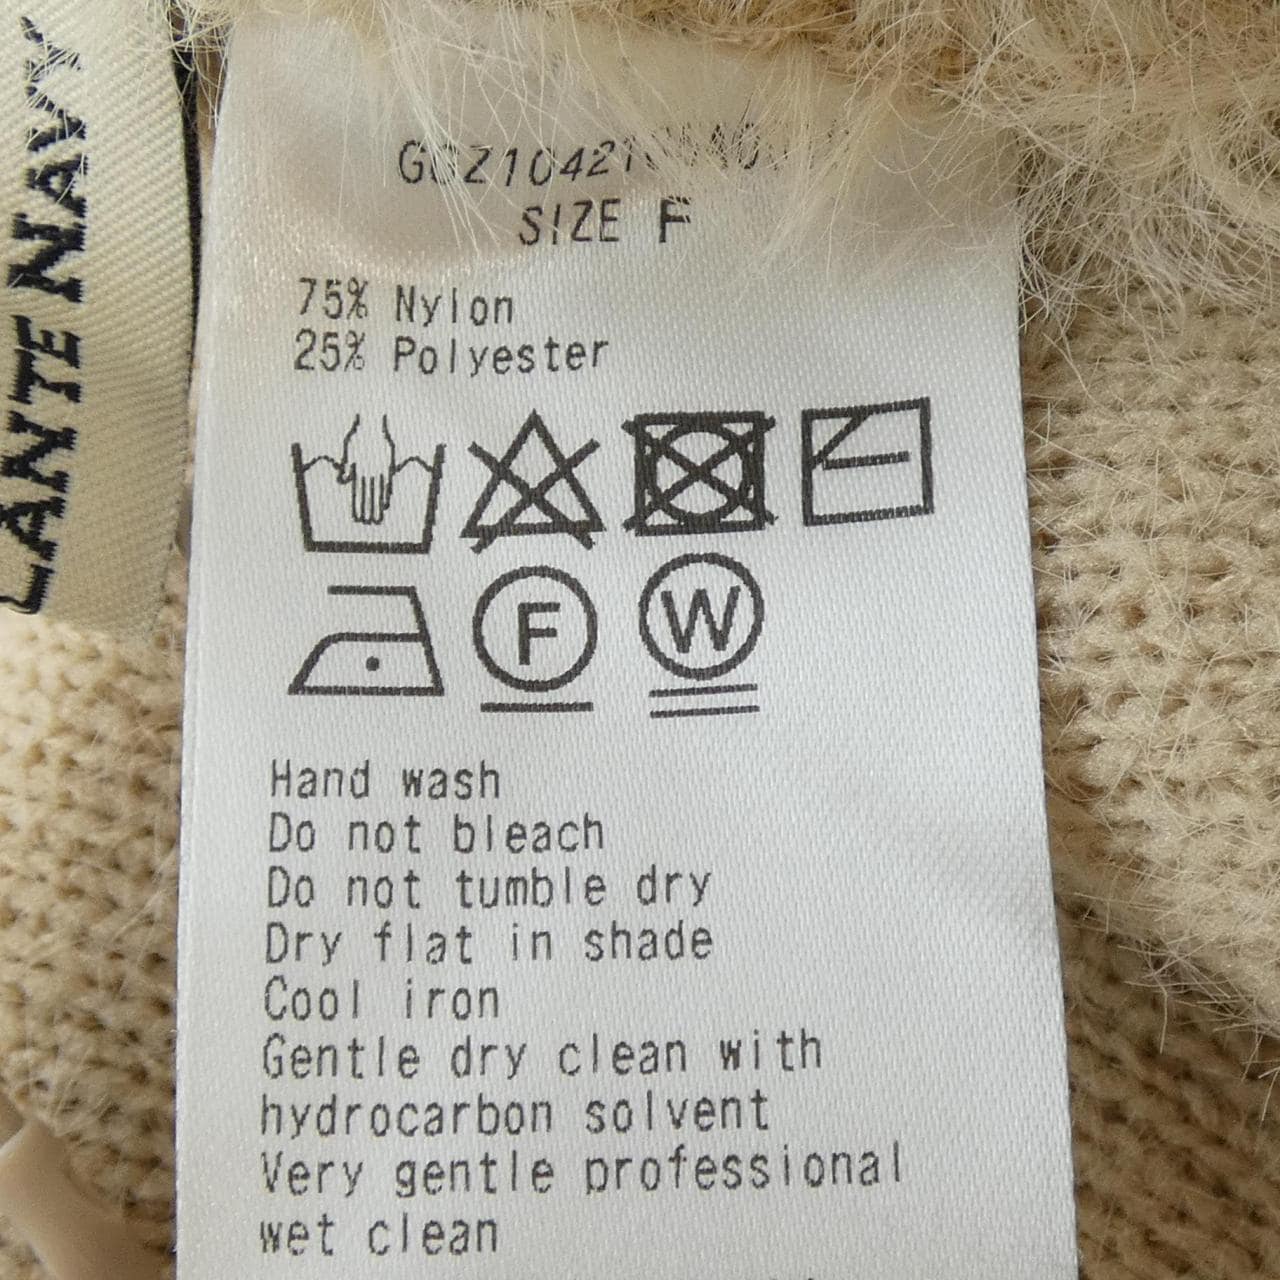 LANTE NAVY
SIZE F
75% Nylon
25% Polyester
F
W
Hand wash
Do not bleach
Do not tumble dry
Dry flat in shade
Cool iron
Gentle dry clean with
hydrocarbon solvent
Very gentle professional
wet clean